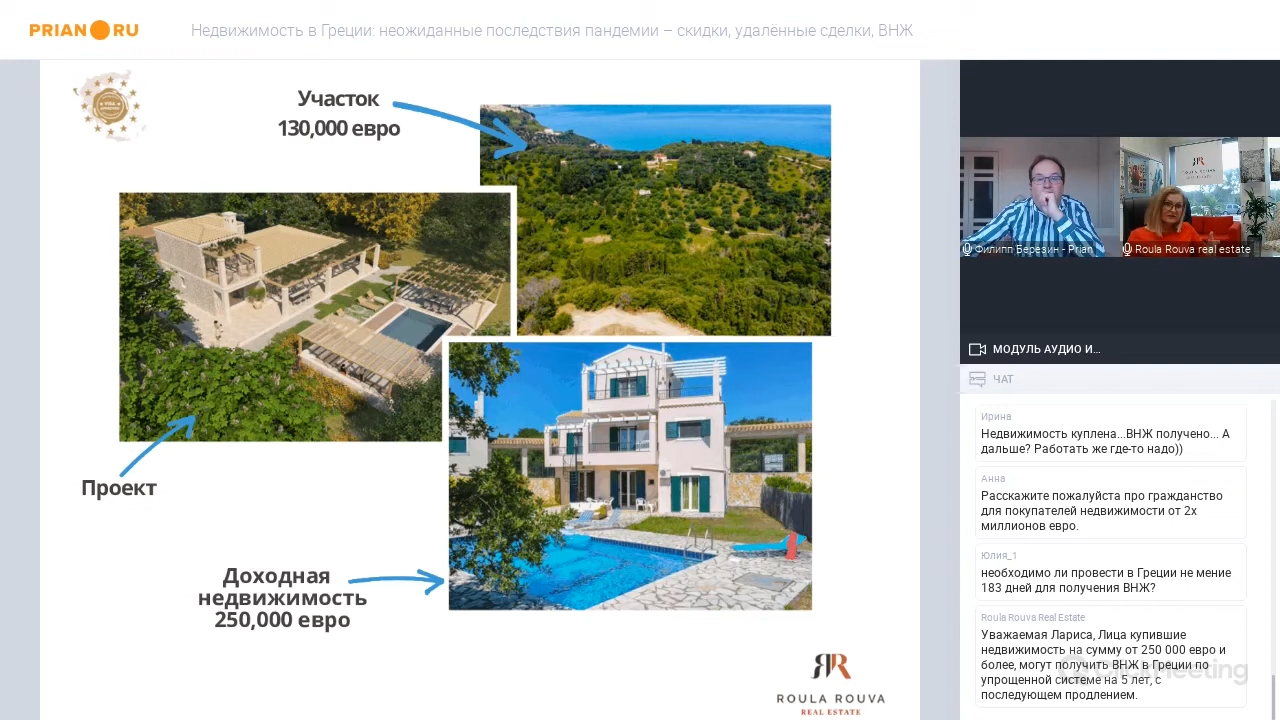 PRIAN RU
Недвижимость в Греции: неожиданные последствия пандемии – скидки, удалённые сделки, ВНЖ
Участок
130,000 евро
Проект
Доходная
недвижимость
250,000 евро
ROULA ROUVA
REAL ESTATE
ROULA ROUVA
Филипп Березин - Prian
Roula Rouva real estate
МОДУЛЬ АУДИО И...
ЧАТ
Ирина
Недвижимость куплена...ВНЖ получено... А
дальше? Работать же где-то надо))
Анна
Расскажите пожалуйста про гражданство
для покупателей недвижимости от 2х
миллионов евро.
Юлия_1
необходимо ли провести в Греции не мение
183 дней для получения ВНЖ?
Roula Rouva Real Estate
Уважаемая Лариса, Лица купившие
недвижимость на сумму от 250 000 евро и
более, могут получить ВНЖ в Греции по
упрощенной системе на 5 лет, с
последующем продлением.
ClickMeeting